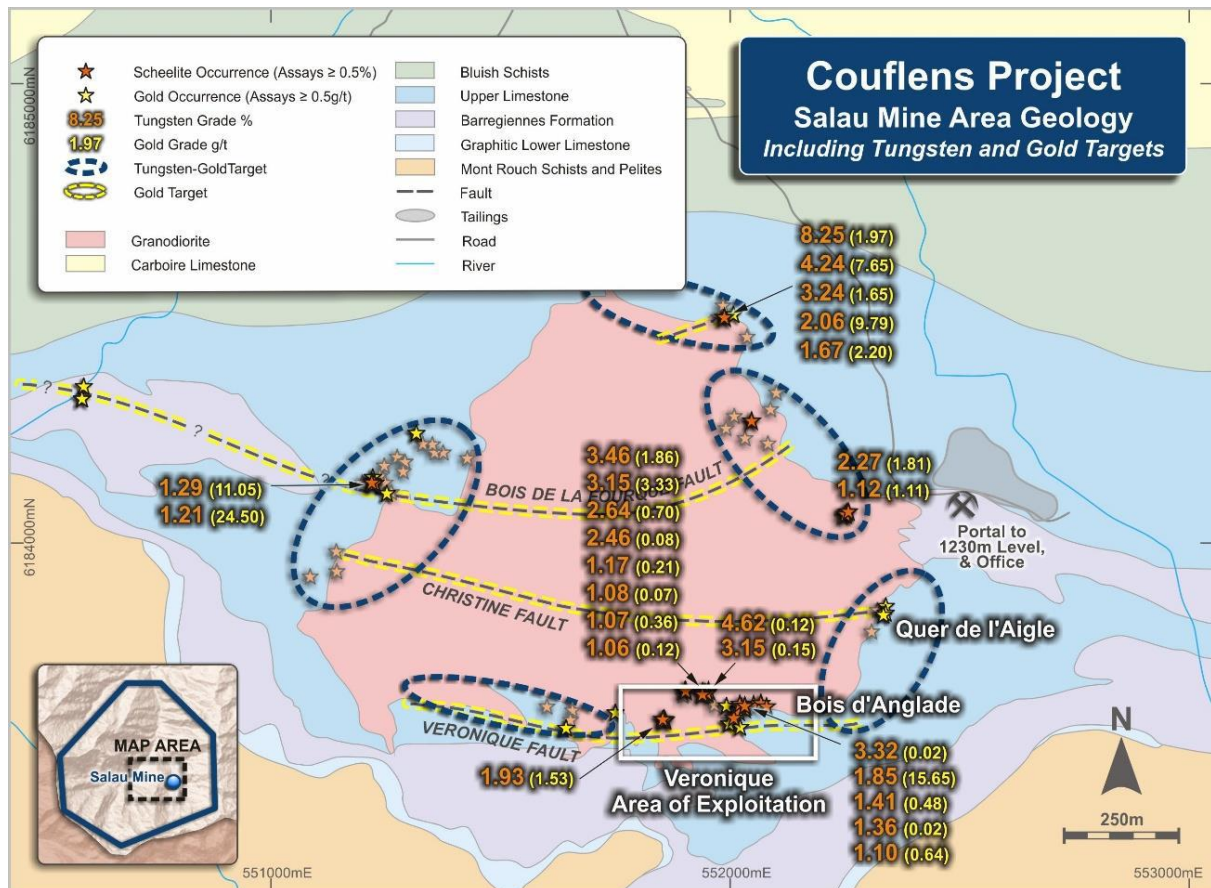 Couflens Project
Salau Mine Area Geology
Including Tungsten and Gold Targets
Scheelite Occurrence (Assays ≥ 0.5%)
Gold Occurrence (Assays ≥ 0.5g/t)
8.25 Tungsten Grade %
1.97 Gold Grade g/t
Tungsten-GoldTarget
Gold Target
Granodiorite
Carboire Limestone
Bluish Schists
Upper Limestone
Barregiennes Formation
Graphitic Lower Limestone
Mont Rouch Schists and Pelites
Fault
Tailings
Road
River
6185000mN
8.25 (1.97)
4.24 (7.65)
3.24 (1.65)
2.06 (9.79)
1.67 (2.20)
?
?
?
1.29 (11.05)
1.21 (24.50)
3.46 (1.86)
3.15 (3.33)
2.64 (0.70)
2.46 (0.08)
1.17 (0.21)
1.08 (0.07)
1.07 (0.36)
1.06 (0.12)
BOIS DE LA FOURQUE FAULT
2.27 (1.81)
1.12 (1.11)
Portal to
1230m Level,
& Office
6184000mN
CHRISTINE FAULT
4.62 (0.12)
3.15 (0.15)
Quer de l'Aigle
Bois d'Anglade
VERONIQUE FAULT
1.93 (1.53)
Veronique
Area of Exploitation
3.32 (0.02)
1.85 (15.65)
1.41 (0.48)
1.36 (0.02)
1.10 (0.64)
N
250m
MAP AREA
Salau Mine
551000mE
552000mE
553000mE